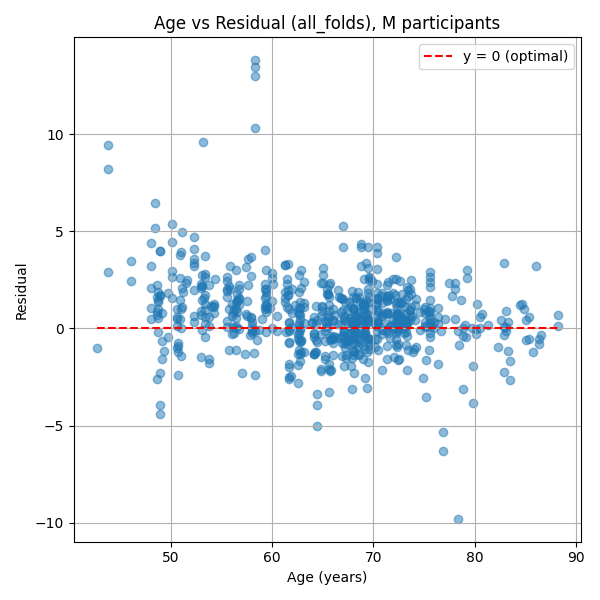 Age vs Residual (all_folds), M participants
y = 0 (optimal)
10
5
0
−5
−10
Residual
50 60 70 80 90
Age (years)